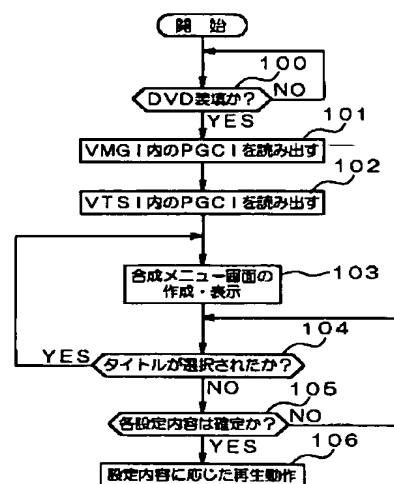 開 始
100
DVD装填か?
NO
YES
101
VMGI内のPGCIを読み出す
102
VTSI内のPGCIを読み出す
合成メニュー画面の
作成・表示
103
104
YES
タイトルが選択されたか?
NO
105
各設定内容は確定か?
NO
YES
106
設定内容に応じた再生動作